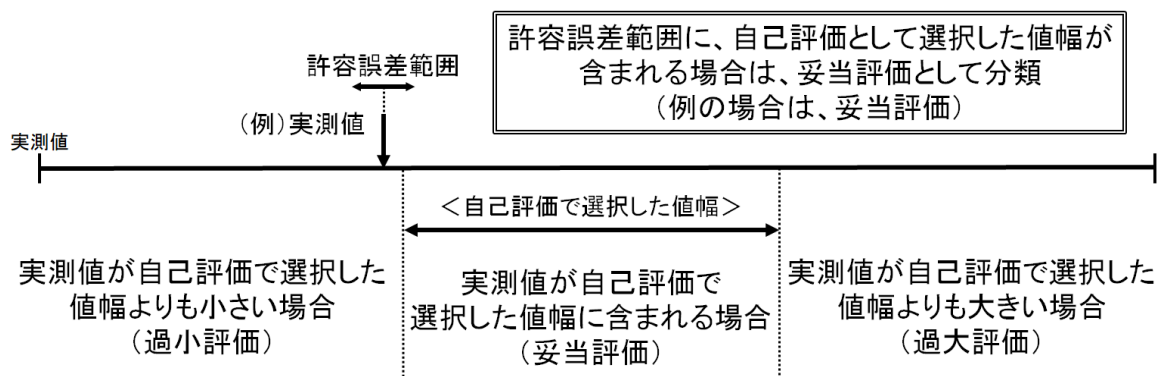 許容誤差範囲に、自己評価として選択した値幅が
含まれる場合は、妥当評価として分類
(例の場合は、妥当評価)
許容誤差範囲
(例)実測値
実測値
＜自己評価で選択した値幅＞
実測値が自己評価で選択した
値幅よりも小さい場合
(過小評価)
実測値が自己評価で
選択した値幅に含まれる場合
(妥当評価)
実測値が自己評価で選択した
値幅よりも大きい場合
(過大評価)